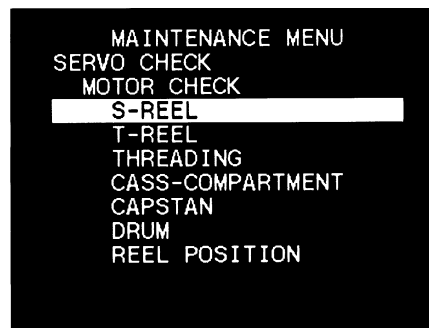 MAINTENANCE MENU
SERVO CHECK
MOTOR CHECK
S-REEL
T-REEL
THREADING
CASS-COMPARTMENT
CAPSTAN
DRUM
REEL POSITION